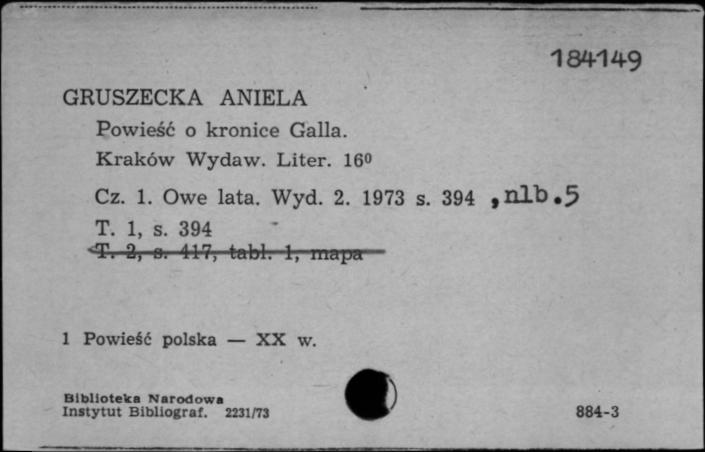 184149
GRUSZECKA ANIELA
Powieść o kronice Galla.
Kraków Wydaw. Liter. 16⁰
Cz. 1. Owe lata. Wyd. 2. 1973 s. 394 , nlb.5
T. 1, s. 394
T. 2, s. 417, tabl. 1, mapa
1 Powieść polska — XX w.
Biblioteka Narodowa
Instytut Bibliograf. 2231/73
884-3